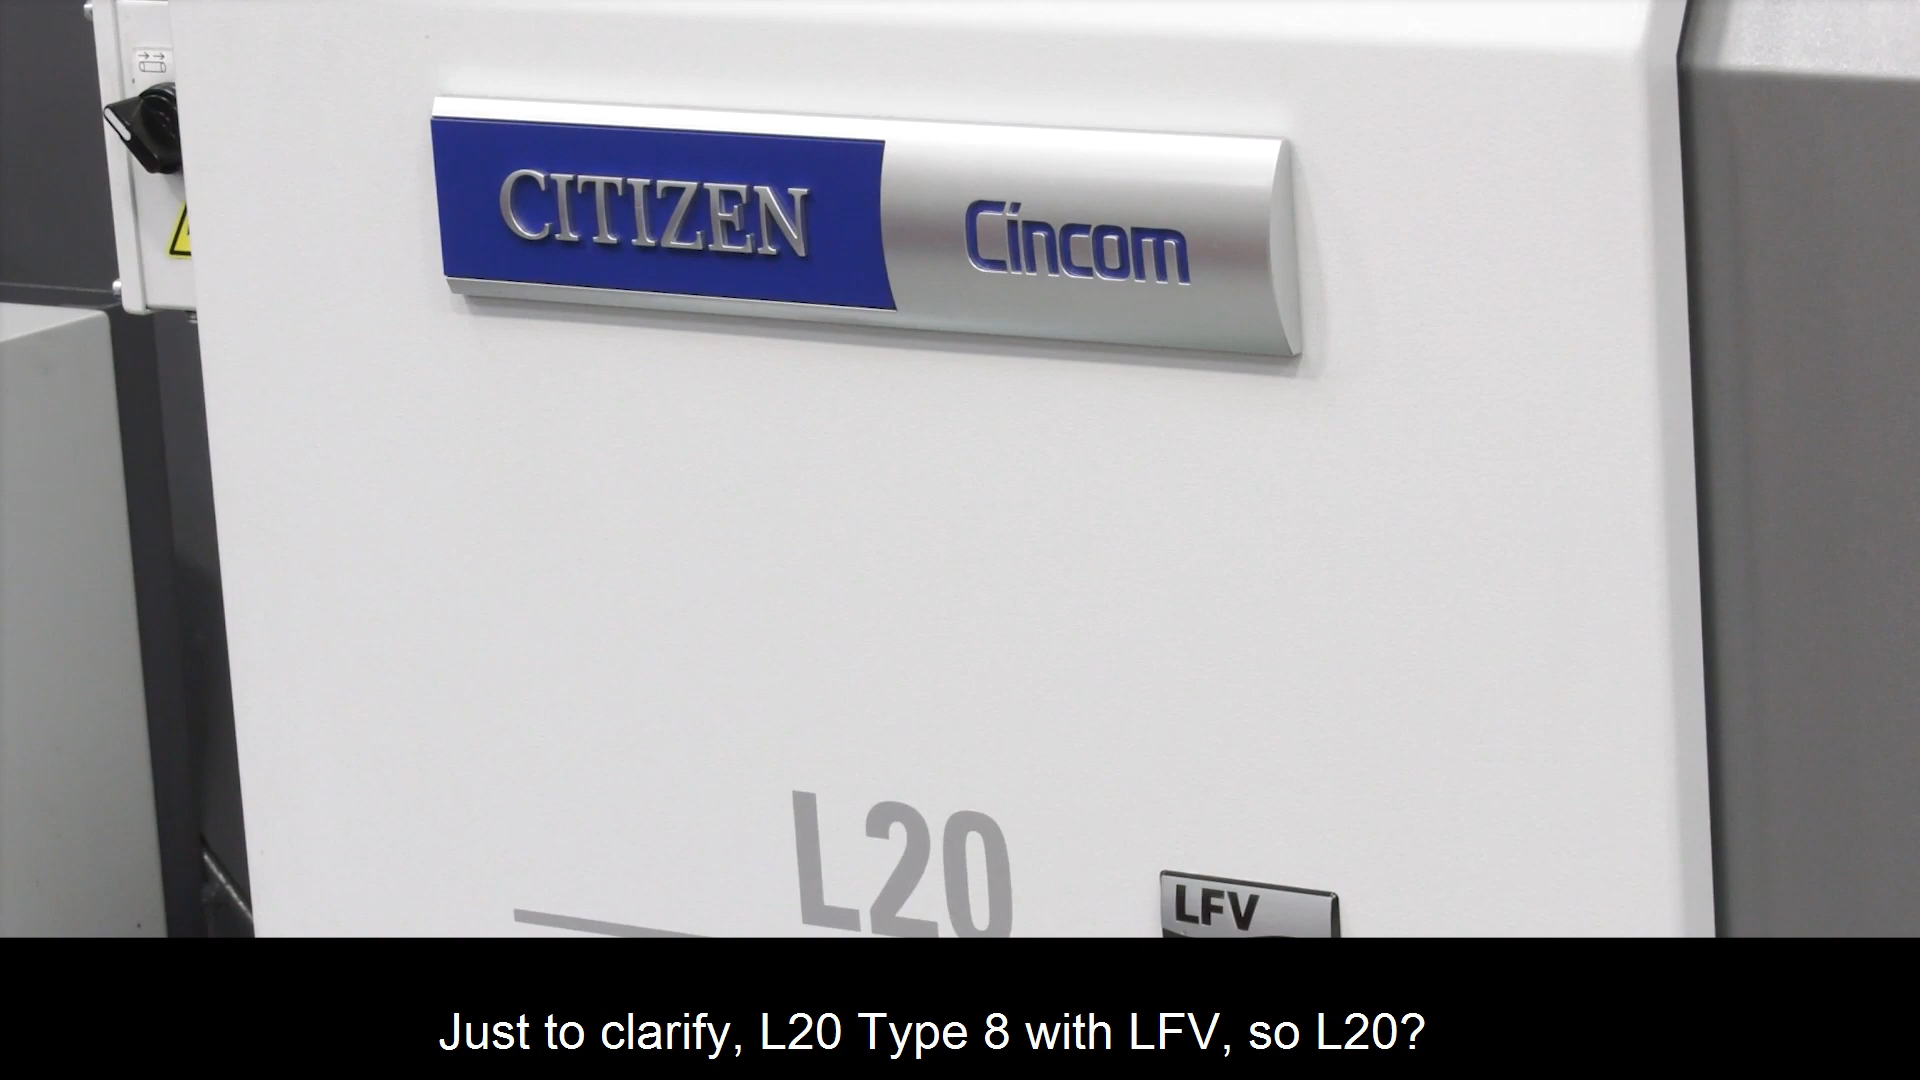 CITIZEN Cincom
L20
LFV
Just to clarify, L20 Type 8 with LFV, so L20?